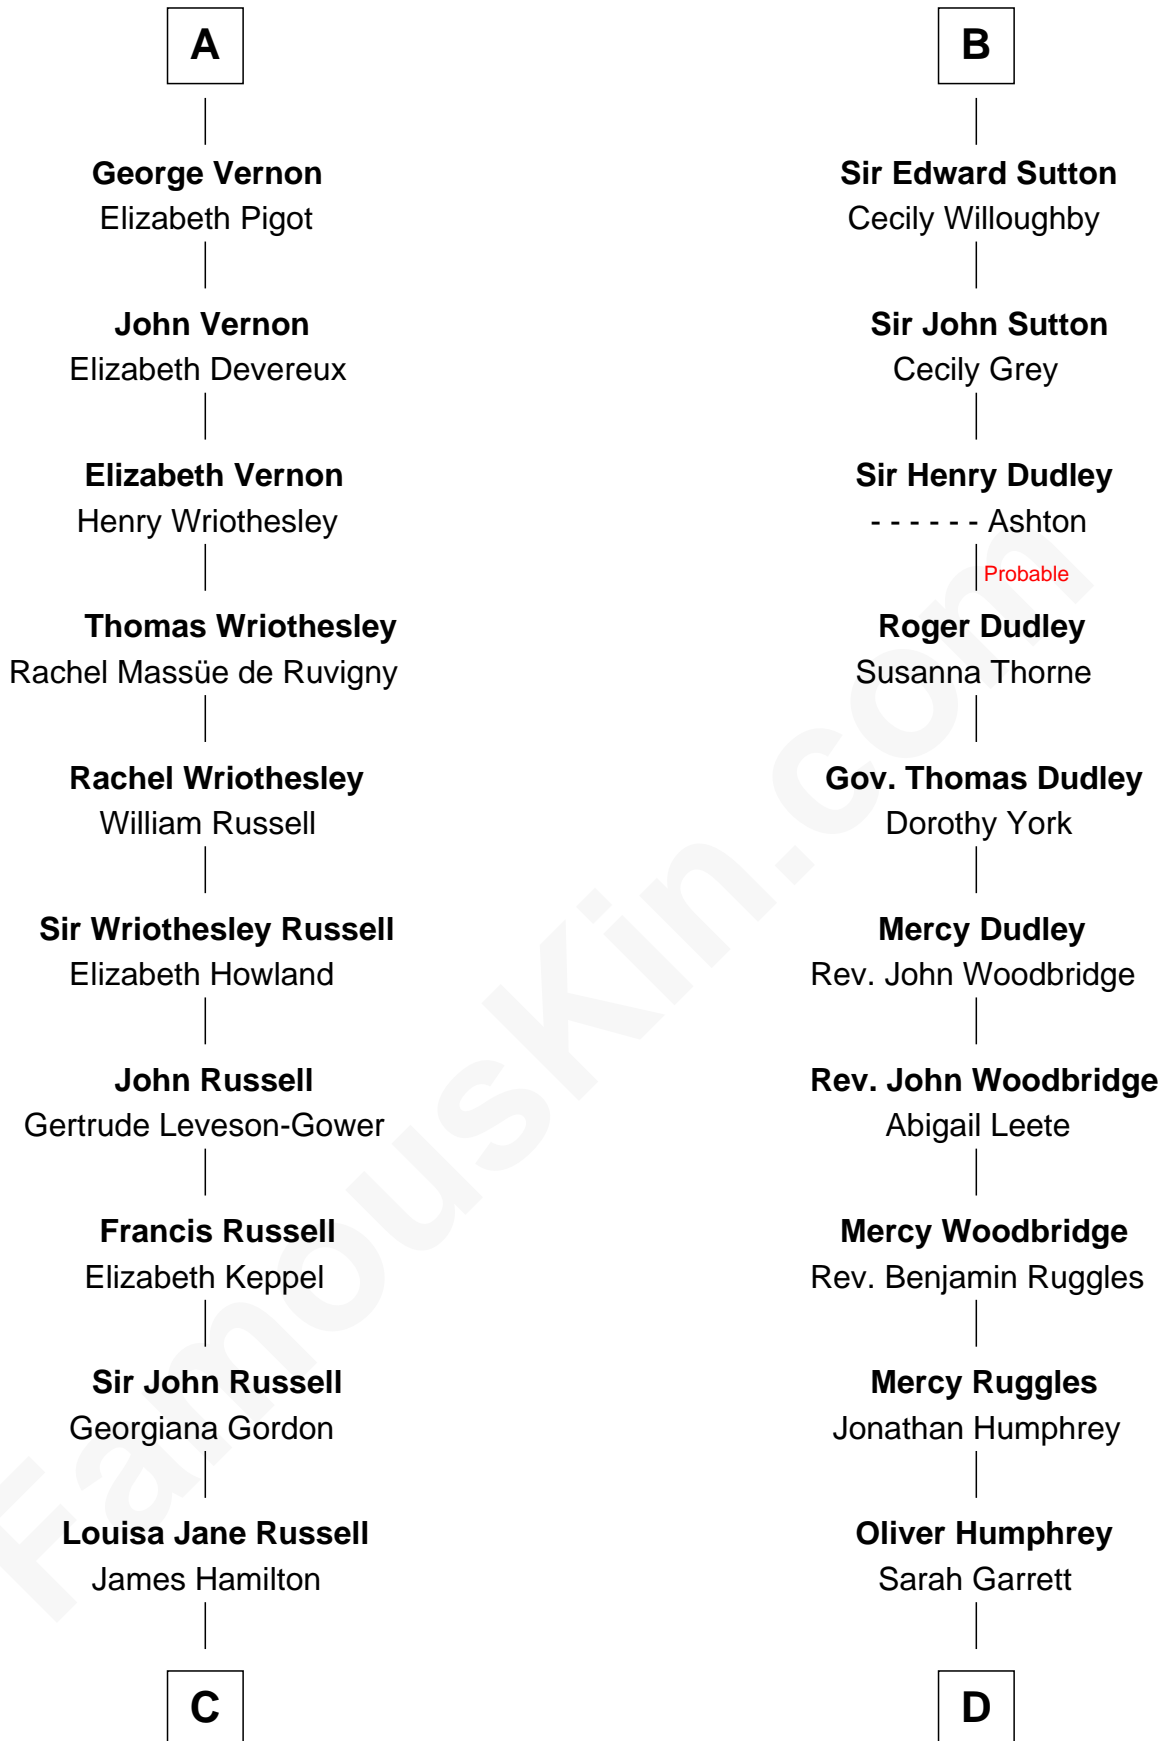 A
George Vernon
Elizabeth Pigot
John Vernon
Elizabeth Devereux
Elizabeth Vernon
Henry Wriothesley
Thomas Wriothesley
Rachel Massüe de Ruvigny
Rachel Wriothesley
William Russell
Sir Wriothesley Russell
Elizabeth Howland
John Russell
Gertrude Leveson-Gower
Francis Russell
Elizabeth Keppel
Sir John Russell
Georgiana Gordon
Louisa Jane Russell
James Hamilton
C
B
Sir Edward Sutton
Cecily Willoughby
Sir John Sutton
Cecily Grey
Sir Henry Dudley
- - - - - - Ashton
Probable
Roger Dudley
Susanna Thorne
Gov. Thomas Dudley
Dorothy York
Mercy Dudley
Rev. John Woodbridge
Rev. John Woodbridge
Abigail Leete
Mercy Woodbridge
Rev. Benjamin Ruggles
Mercy Ruggles
Jonathan Humphrey
Oliver Humphrey
Sarah Garrett
D
FamousKin.com